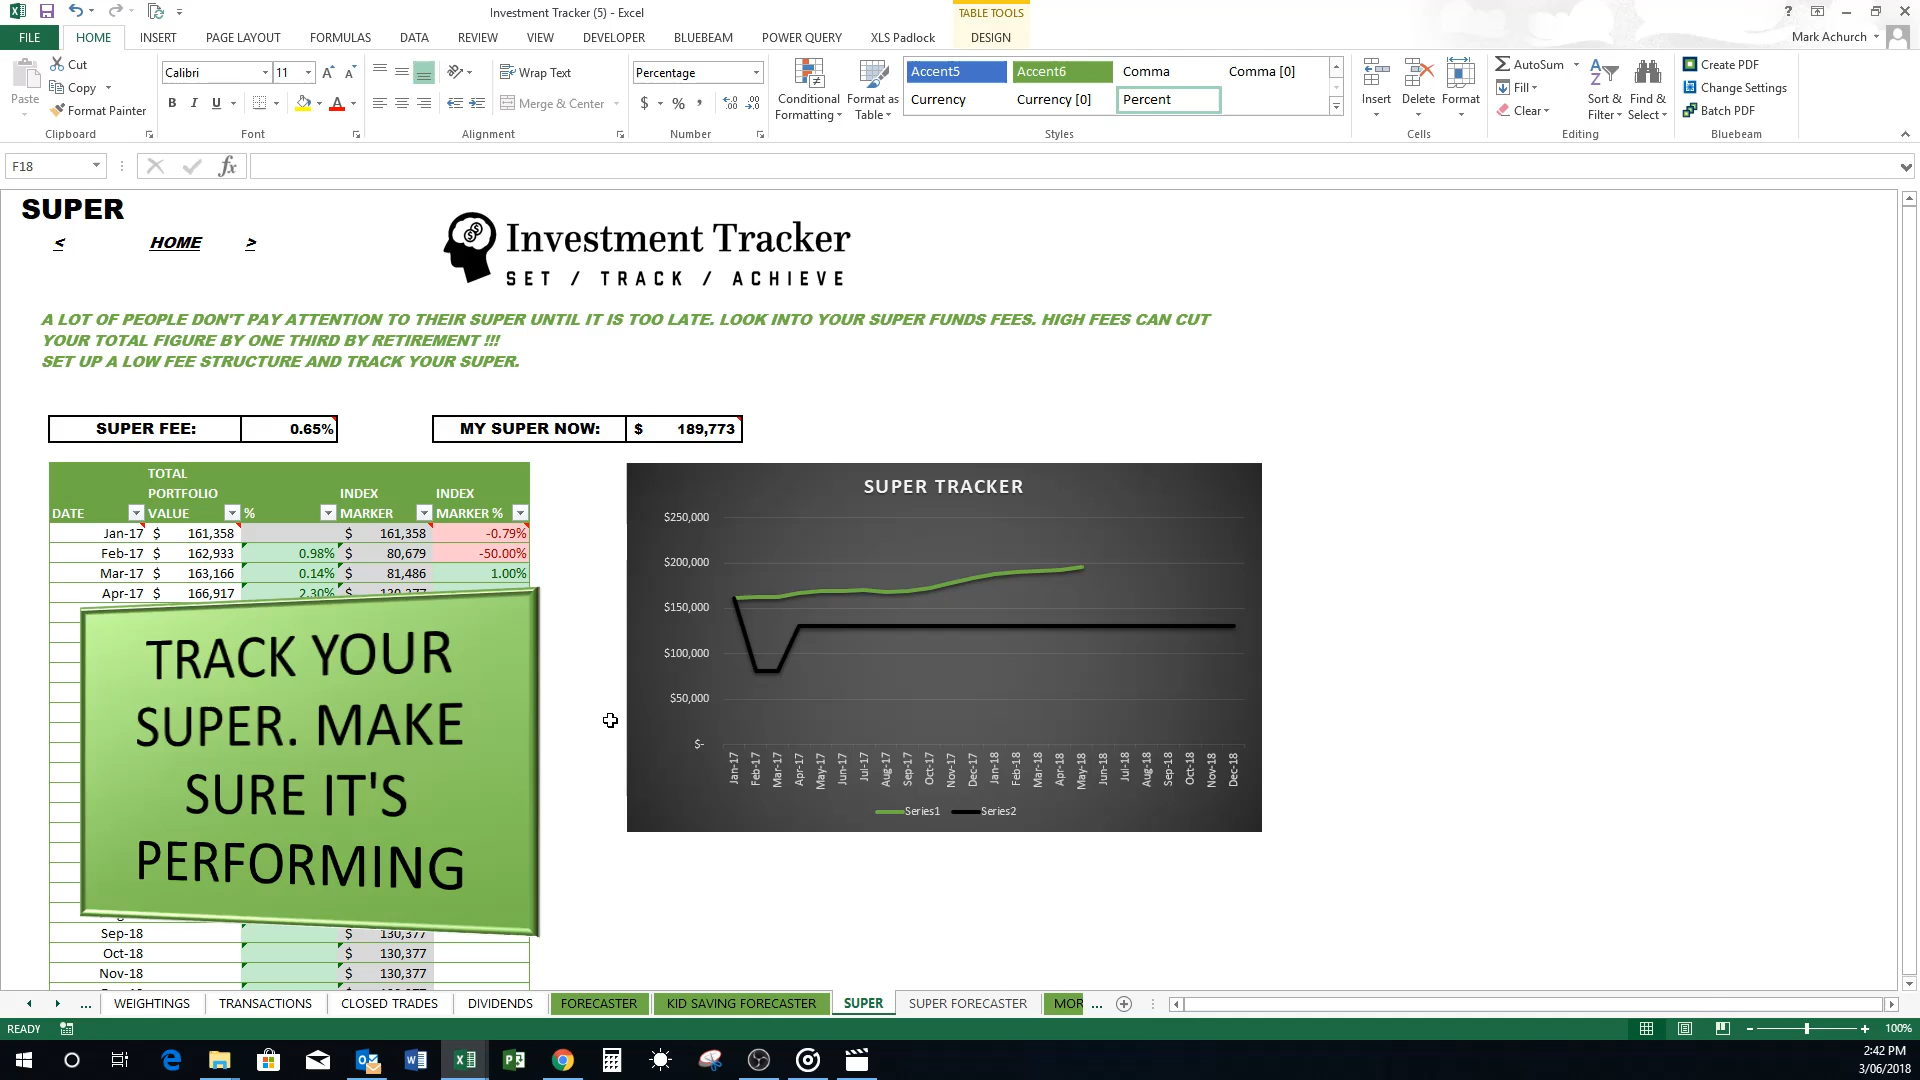 Investment Tracker (5) - Excel
TABLE TOOLS
?
FILE
HOME
INSERT
PAGE LAYOUT
FORMULAS
DATA
REVIEW
VIEW
DEVELOPER
BLUEBEAM
POWER QUERY
XLS Padlock
DESIGN
Mark Achurch
Paste
Cut
Copy
Format Painter
Clipboard
Calibri
11
B I U
Font
Wrap Text
Merge & Center
Alignment
Percentage
$ % ,
Number
Conditional Formatting
Format as Table
Accent5
Accent6
Comma
Comma [0]
Currency
Currency [0]
Percent
Styles
Insert
Delete
Format
Cells
AutoSum
Fill
Clear
Sort & Filter
Find & Select
Editing
Create PDF
Change Settings
Batch PDF
Bluebeam
F18
fx
SUPER
< HOME >
Investment Tracker
SET / TRACK / ACHIEVE
A LOT OF PEOPLE DON'T PAY ATTENTION TO THEIR SUPER UNTIL IT IS TOO LATE. LOOK INTO YOUR SUPER FUNDS FEES. HIGH FEES CAN CUT
YOUR TOTAL FIGURE BY ONE THIRD BY RETIREMENT !!!
SET UP A LOW FEE STRUCTURE AND TRACK YOUR SUPER.
SUPER FEE: 0.65%
MY SUPER NOW: $ 189,773
DATE
TOTAL PORTFOLIO VALUE
%
INDEX MARKER
INDEX MARKER %
Jan-17 $ 161,358 $ 161,358 -0.79%
Feb-17 $ 162,933 0.98% $ 80,679 -50.00%
Mar-17 $ 163,166 0.14% $ 81,486 1.00%
Apr-17 $ 166,917 2.30% 130,377
TRACK YOUR
SUPER. MAKE
SURE IT'S
PERFORMING
Sep-18 $ 130,377
Oct-18 $ 130,377
Nov-18 $ 130,377
SUPER TRACKER
$250,000
$200,000
$150,000
$100,000
$50,000
$-
Jan-17
Feb-17
Mar-17
Apr-17
May-17
Jun-17
Jul-17
Aug-17
Sep-17
Oct-17
Nov-17
Dec-17
Jan-18
Feb-18
Mar-18
Apr-18
May-18
Jun-18
Jul-18
Aug-18
Sep-18
Oct-18
Nov-18
Dec-18
Series1
Series2
...
WEIGHTINGS
TRANSACTIONS
CLOSED TRADES
DIVIDENDS
FORECASTER
KID SAVING FORECASTER
SUPER
SUPER FORECASTER
MOR
...
READY
100%
2:42 PM
3/06/2018